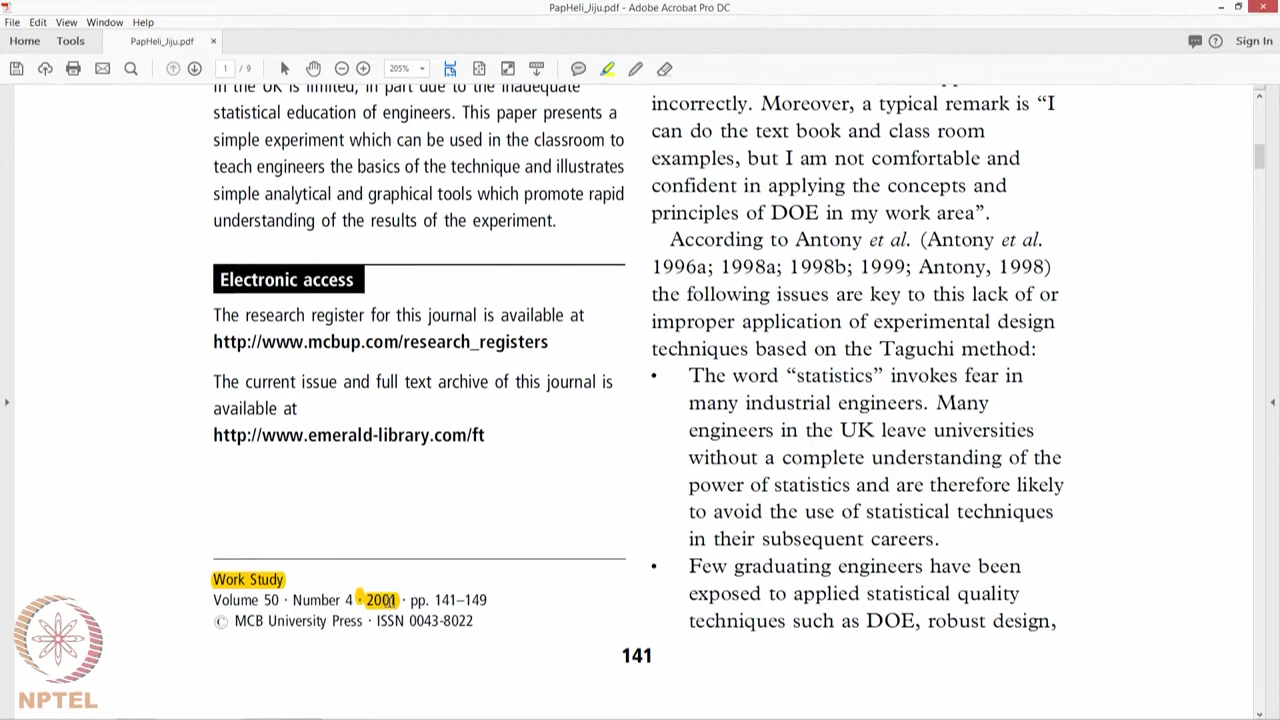 PapHeli_Jiju.pdf - Adobe Acrobat Pro DC
File Edit View Window Help
Home Tools PapHeli_Jiju.pdf × Sign In
1 / 9 205%
in the UK is limited, in part due to the inadequate
statistical education of engineers. This paper presents a
simple experiment which can be used in the classroom to
teach engineers the basics of the technique and illustrates
simple analytical and graphical tools which promote rapid
understanding of the results of the experiment.
Electronic access
The research register for this journal is available at
http://www.mcbup.com/research_registers
The current issue and full text archive of this journal is
available at
http://www.emerald-library.com/ft
Work Study
Volume 50 · Number 4 · 2001 · pp. 141–149
© MCB University Press · ISSN 0043-8022
incorrectly. Moreover, a typical remark is “I
can do the text book and class room
examples, but I am not comfortable and
confident in applying the concepts and
principles of DOE in my work area”.
According to Antony et al. (Antony et al.
1996a; 1998a; 1998b; 1999; Antony, 1998)
the following issues are key to this lack of or
improper application of experimental design
techniques based on the Taguchi method:
• The word “statistics” invokes fear in
many industrial engineers. Many
engineers in the UK leave universities
without a complete understanding of the
power of statistics and are therefore likely
to avoid the use of statistical techniques
in their subsequent careers.
• Few graduating engineers have been
exposed to applied statistical quality
techniques such as DOE, robust design,
141
NPTEL